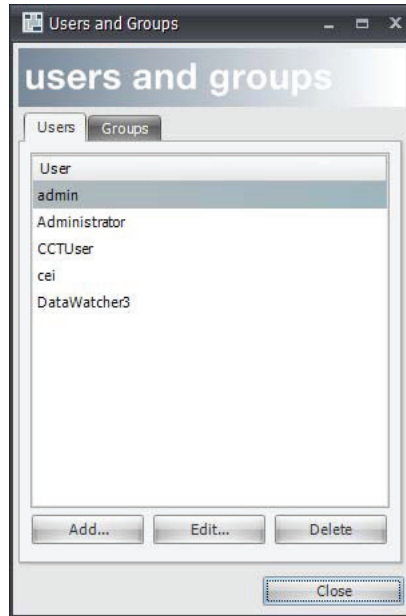 Users and Groups
users and groups
Users Groups
User
admin
Administrator
CCTUser
cei
DataWatcher3
Add... Edit... Delete
Close